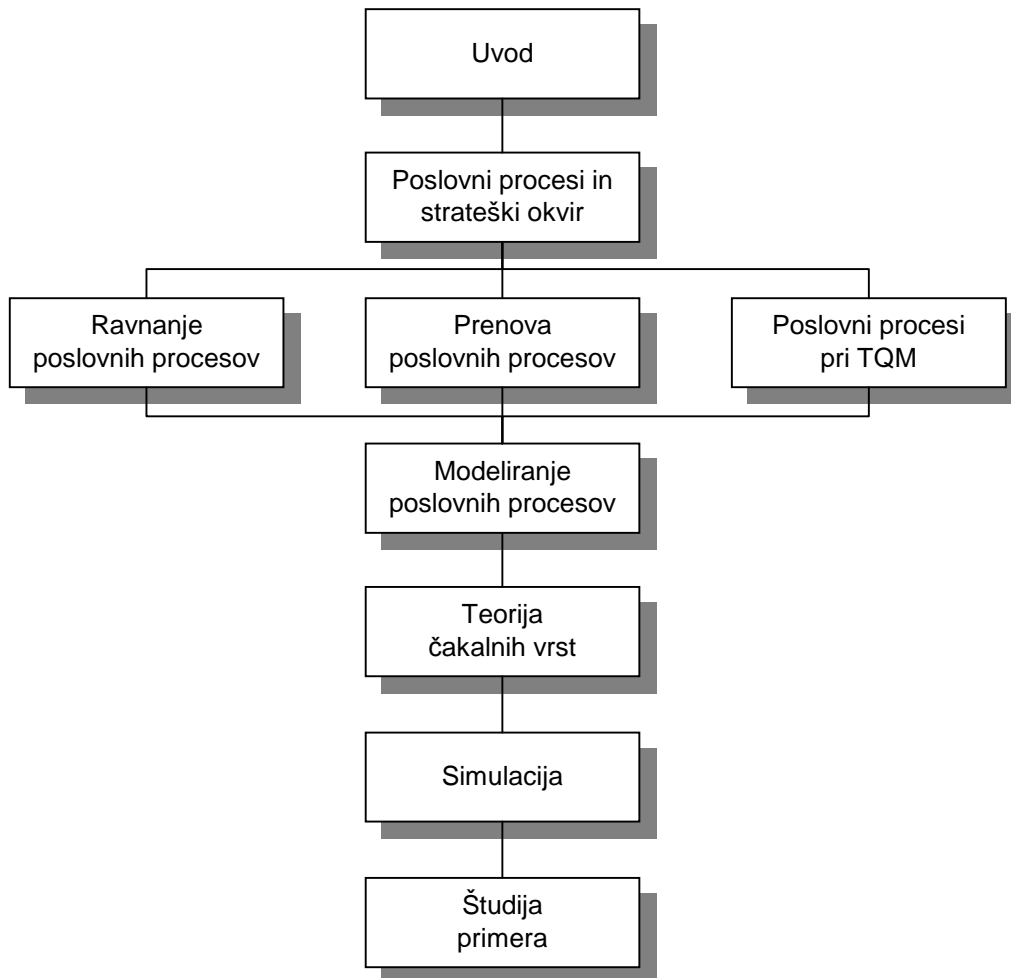 Uvod
Poslovni procesi in
strateški okvir
Ravnanje
poslovnih procesov
Prenova
poslovnih procesov
Poslovni procesi
pri TQM
Modeliranje
poslovnih procesov
Teorija
čakalnih vrst
Simulacija
Študija
primera